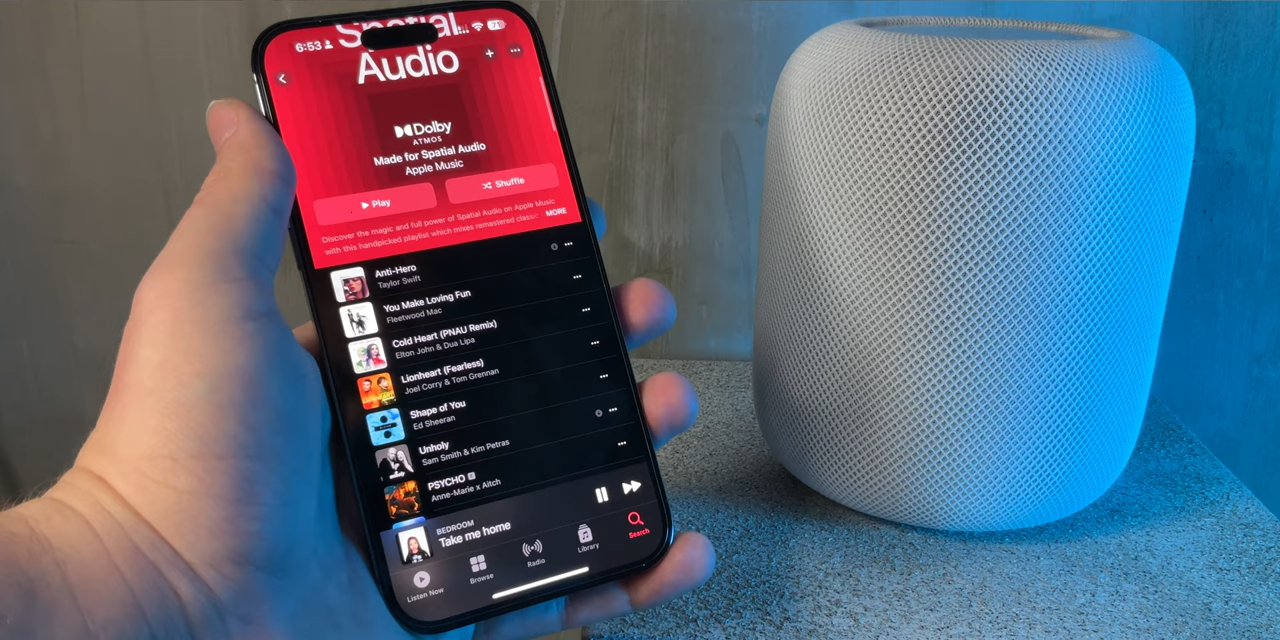 Spatial
6:53
71
Audio
Dolby
ATMOS
Made for Spatial Audio
Apple Music
Play
Shuffle
Discover the magic and full power of Spatial Audio on Apple Music
with this handpicked playlist which mixes remastered classic
MORE
Anti-Hero
Taylor Swift
You Make Loving Fun
Fleetwood Mac
Cold Heart (PNAU Remix)
Elton John & Dua Lipa
Lionheart (Fearless)
Joel Corry & Tom Grennan
Shape of You
Ed Sheeran
Unholy
Sam Smith & Kim Petras
PSYCHO E
Anne-Marie x Aitch
BEDROOM
Take me home
Listen Now
Browse
Radio
Library
Search